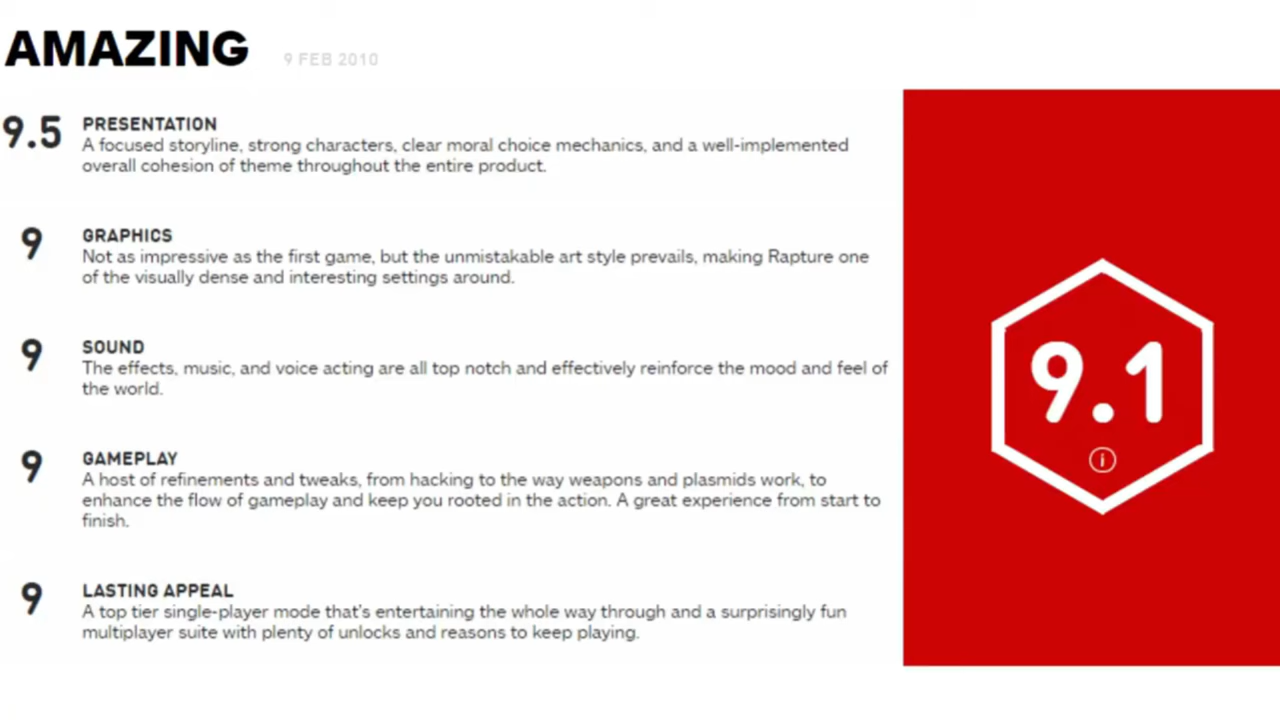 AMAZING 9 FEB 2010
9.5 PRESENTATION
A focused storyline, strong characters, clear moral choice mechanics, and a well-implemented
overall cohesion of theme throughout the entire product.
9 GRAPHICS
Not as impressive as the first game, but the unmistakable art style prevails, making Rapture one
of the visually dense and interesting settings around.
9 SOUND
The effects, music, and voice acting are all top notch and effectively reinforce the mood and feel of
the world.
9 GAMEPLAY
A host of refinements and tweaks, from hacking to the way weapons and plasmids work, to
enhance the flow of gameplay and keep you rooted in the action. A great experience from start to
finish.
9 LASTING APPEAL
A top tier single-player mode that's entertaining the whole way through and a surprisingly fun
multiplayer suite with plenty of unlocks and reasons to keep playing.
9.1
i